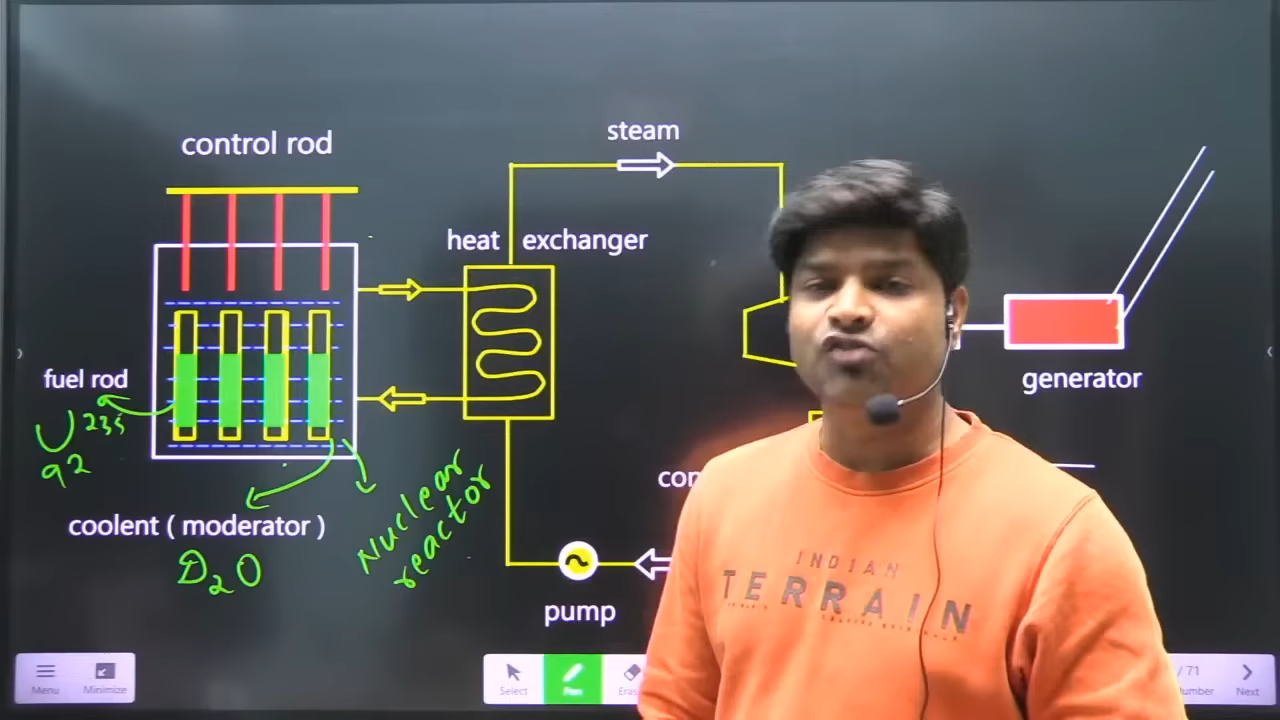 control rod
steam
heat exchanger
fuel rod
U 235
92
coolent ( moderator )
D2O
Nuclear
reactor
generator
pump
INDIAN
TERRAIN
Menu
Minimize
Select
Pen
/ 71
Next